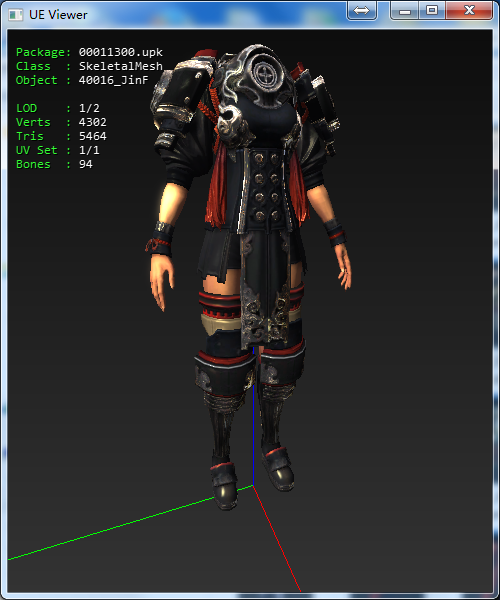 UE Viewer
Package: 00011300.upk
Class : SkeletalMesh
Object : 40016_JinF
LOD : 1/2
Verts : 4302
Tris : 5464
UV Set : 1/1
Bones : 94